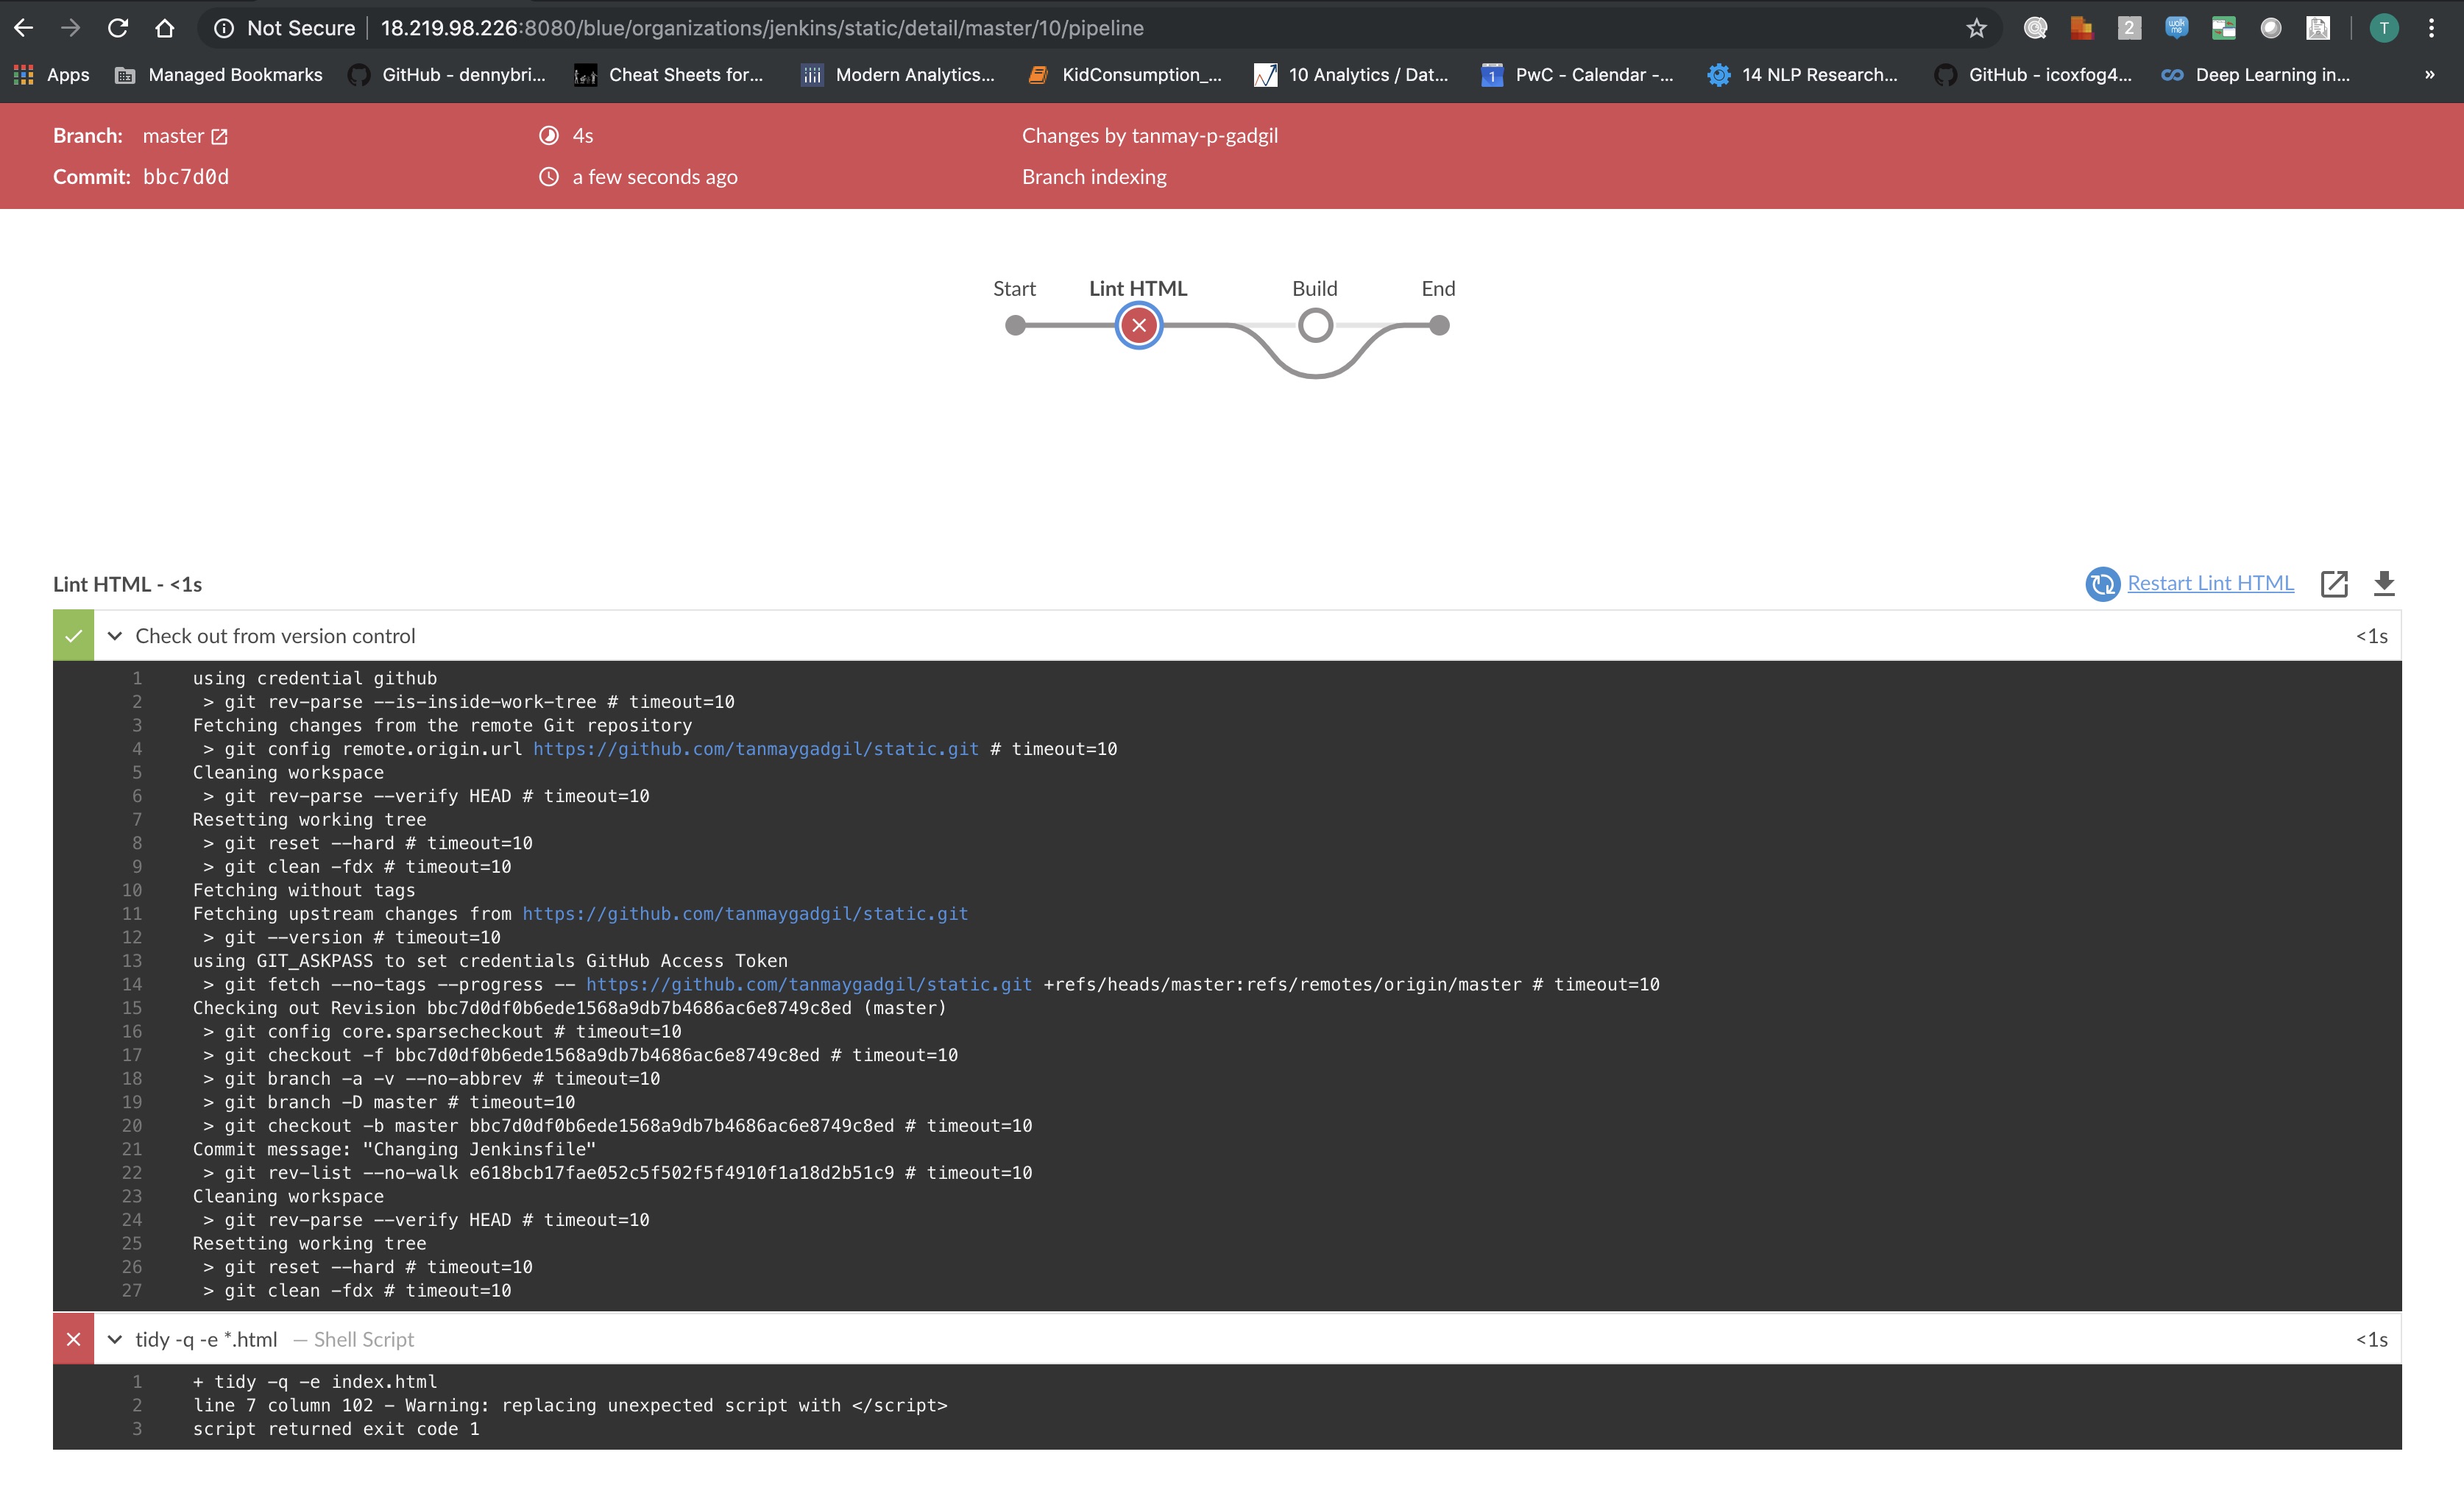 Not Secure | 18.219.98.226:8080/blue/organizations/jenkins/static/detail/master/10/pipeline
2
T
Apps Managed Bookmarks GitHub - dennybri... Cheat Sheets for... Modern Analytics... KidConsumption_... 10 Analytics / Dat... 1 PwC - Calendar -... 14 NLP Research... GitHub - icoxfog4... Deep Learning in... »
Branch: master 4s Changes by tanmay-p-gadgil
Commit: bbc7d0d a few seconds ago Branch indexing
Start Lint HTML Build End
Lint HTML - <1s Restart Lint HTML
Check out from version control <1s
1 using credential github
2 > git rev-parse --is-inside-work-tree # timeout=10
3 Fetching changes from the remote Git repository
4 > git config remote.origin.url https://github.com/tanmaygadgil/static.git # timeout=10
5 Cleaning workspace
6 > git rev-parse --verify HEAD # timeout=10
7 Resetting working tree
8 > git reset --hard # timeout=10
9 > git clean -fdx # timeout=10
10 Fetching without tags
11 Fetching upstream changes from https://github.com/tanmaygadgil/static.git
12 > git --version # timeout=10
13 using GIT_ASKPASS to set credentials GitHub Access Token
14 > git fetch --no-tags --progress -- https://github.com/tanmaygadgil/static.git +refs/heads/master:refs/remotes/origin/master # timeout=10
15 Checking out Revision bbc7d0df0b6ede1568a9db7b4686ac6e8749c8ed (master)
16 > git config core.sparsecheckout # timeout=10
17 > git checkout -f bbc7d0df0b6ede1568a9db7b4686ac6e8749c8ed # timeout=10
18 > git branch -a -v --no-abbrev # timeout=10
19 > git branch -D master # timeout=10
20 > git checkout -b master bbc7d0df0b6ede1568a9db7b4686ac6e8749c8ed # timeout=10
21 Commit message: "Changing Jenkinsfile"
22 > git rev-list --no-walk e618bcb17fae052c5f502f5f4910f1a18d2b51c9 # timeout=10
23 Cleaning workspace
24 > git rev-parse --verify HEAD # timeout=10
25 Resetting working tree
26 > git reset --hard # timeout=10
27 > git clean -fdx # timeout=10
tidy -q -e *.html — Shell Script <1s
1 + tidy -q -e index.html
2 line 7 column 102 - Warning: replacing unexpected script with </script>
3 script returned exit code 1